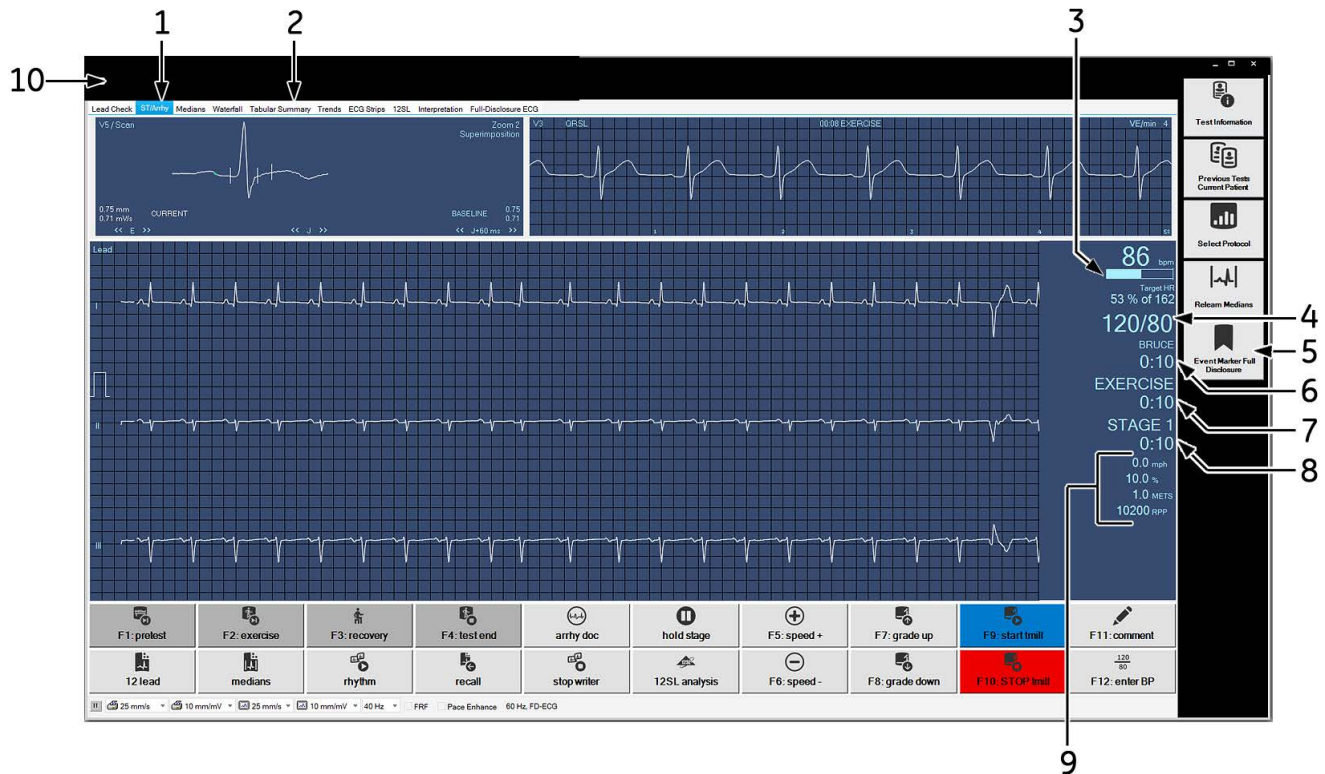 1
2
3
10
Lead Check ST/Arrhy Medians Waterfall Tabular Summary Trends ECG Strips 12SL Interpretation Full-Disclosure ECG
V5 / Scan
Zoom 2
Superimposition
0.75 mm
0.71 mV/s
CURRENT
BASELINE
0.75
0.71
<< E >>
<< J >>
<< J+60 ms >>
V3 QRSL 00:08 EXERCISE VE/min 4
1 2 3 4
Test Information
Previous Tests
Current Patient
Select Protocol
Relearn Medians
Event Marker Full
Disclosure
Lead
I
II
III
86 bpm
Target HR
53 % of 162
120/80
BRUCE
0:10
EXERCISE
0:10
STAGE 1
0:10
0.0 mph
10.0 %
1.0 METS
10200 RPP
4
5
6
7
8
F1: pretest F2: exercise F3: recovery F4: test end arrhy doc hold stage F5: speed + F7: grade up F9: start tmill F11: comment
12 lead medians rhythm recall stop writer 12SL analysis F6: speed - F8: grade down F10: STOP tmill 120
80
F12: enter BP
25 mm/s 10 mm/mV 25 mm/s 10 mm/mV 40 Hz FRF Pace Enhance 60 Hz, FD-ECG
9